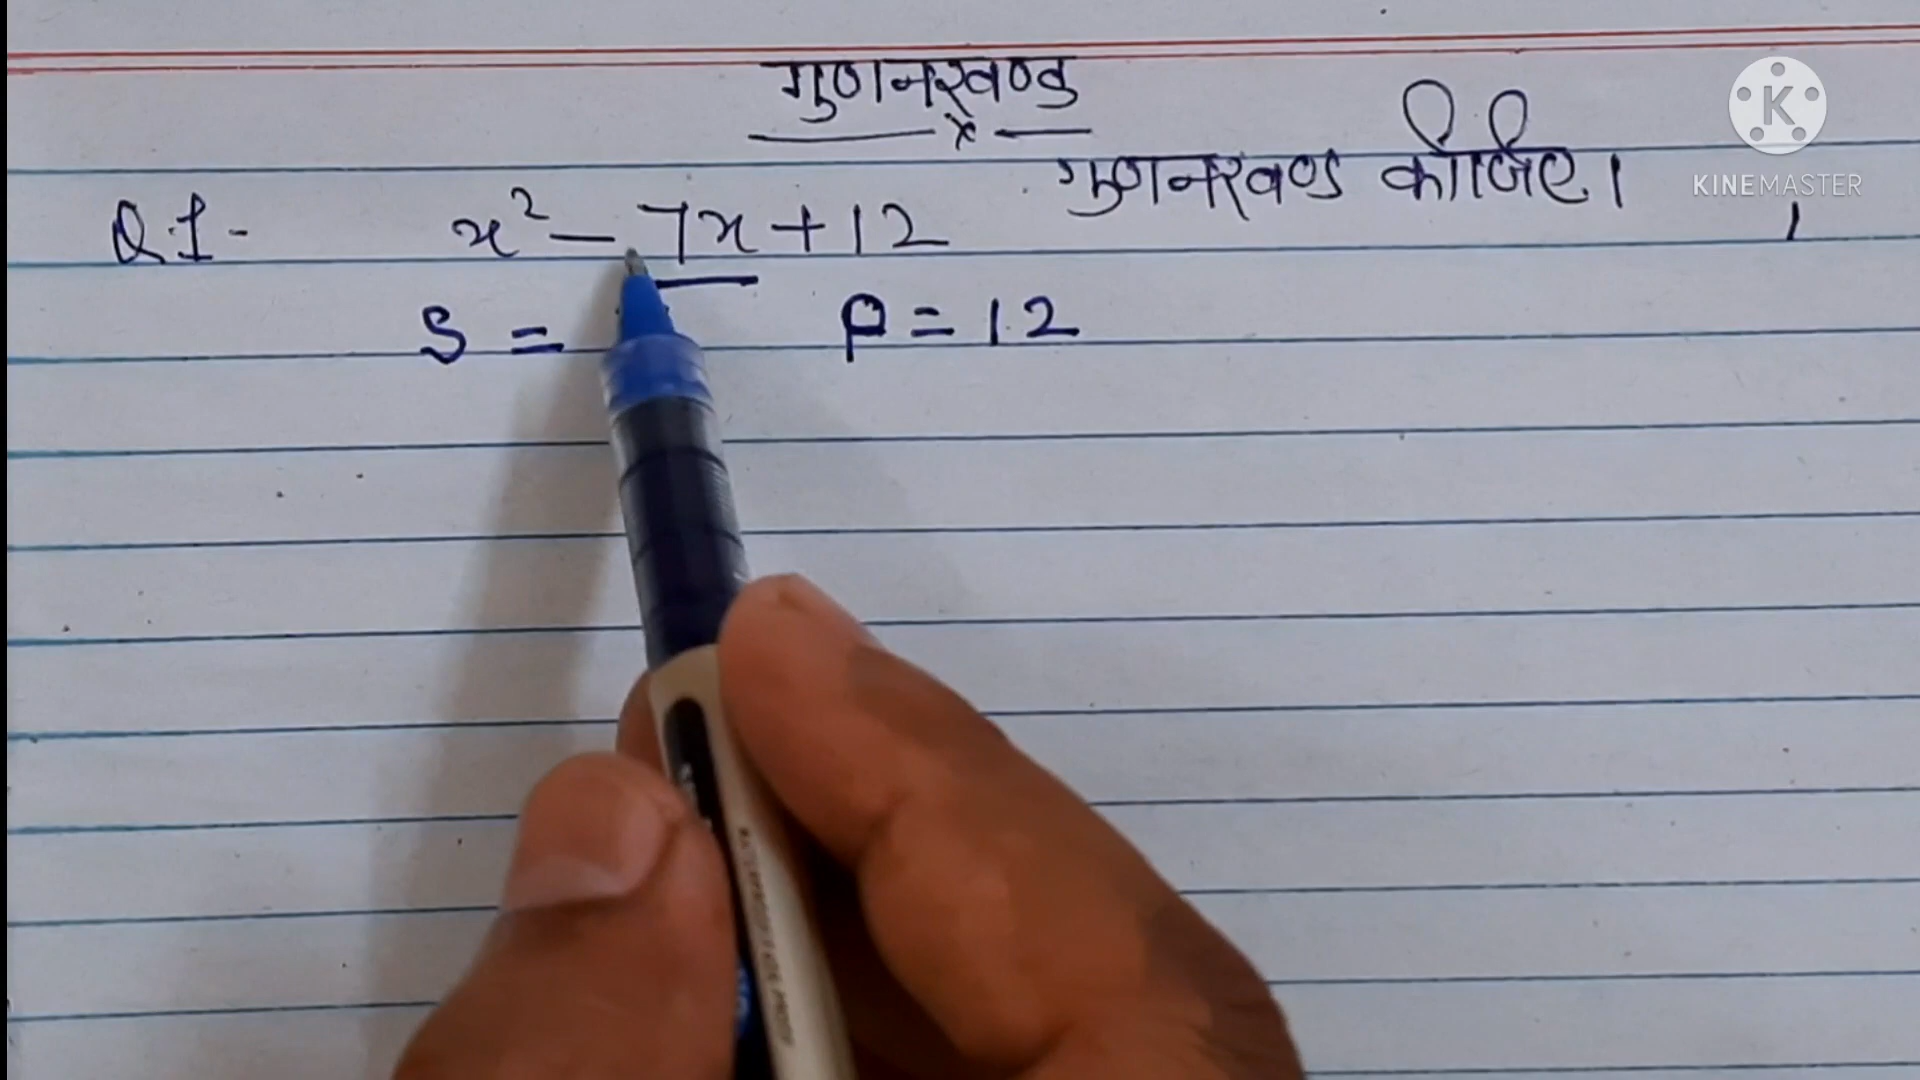 गुणनखण्ड
Q.1- x² - 7x + 12 गुणनखण्ड कीजिए।
S = P = 12
KINEMASTER